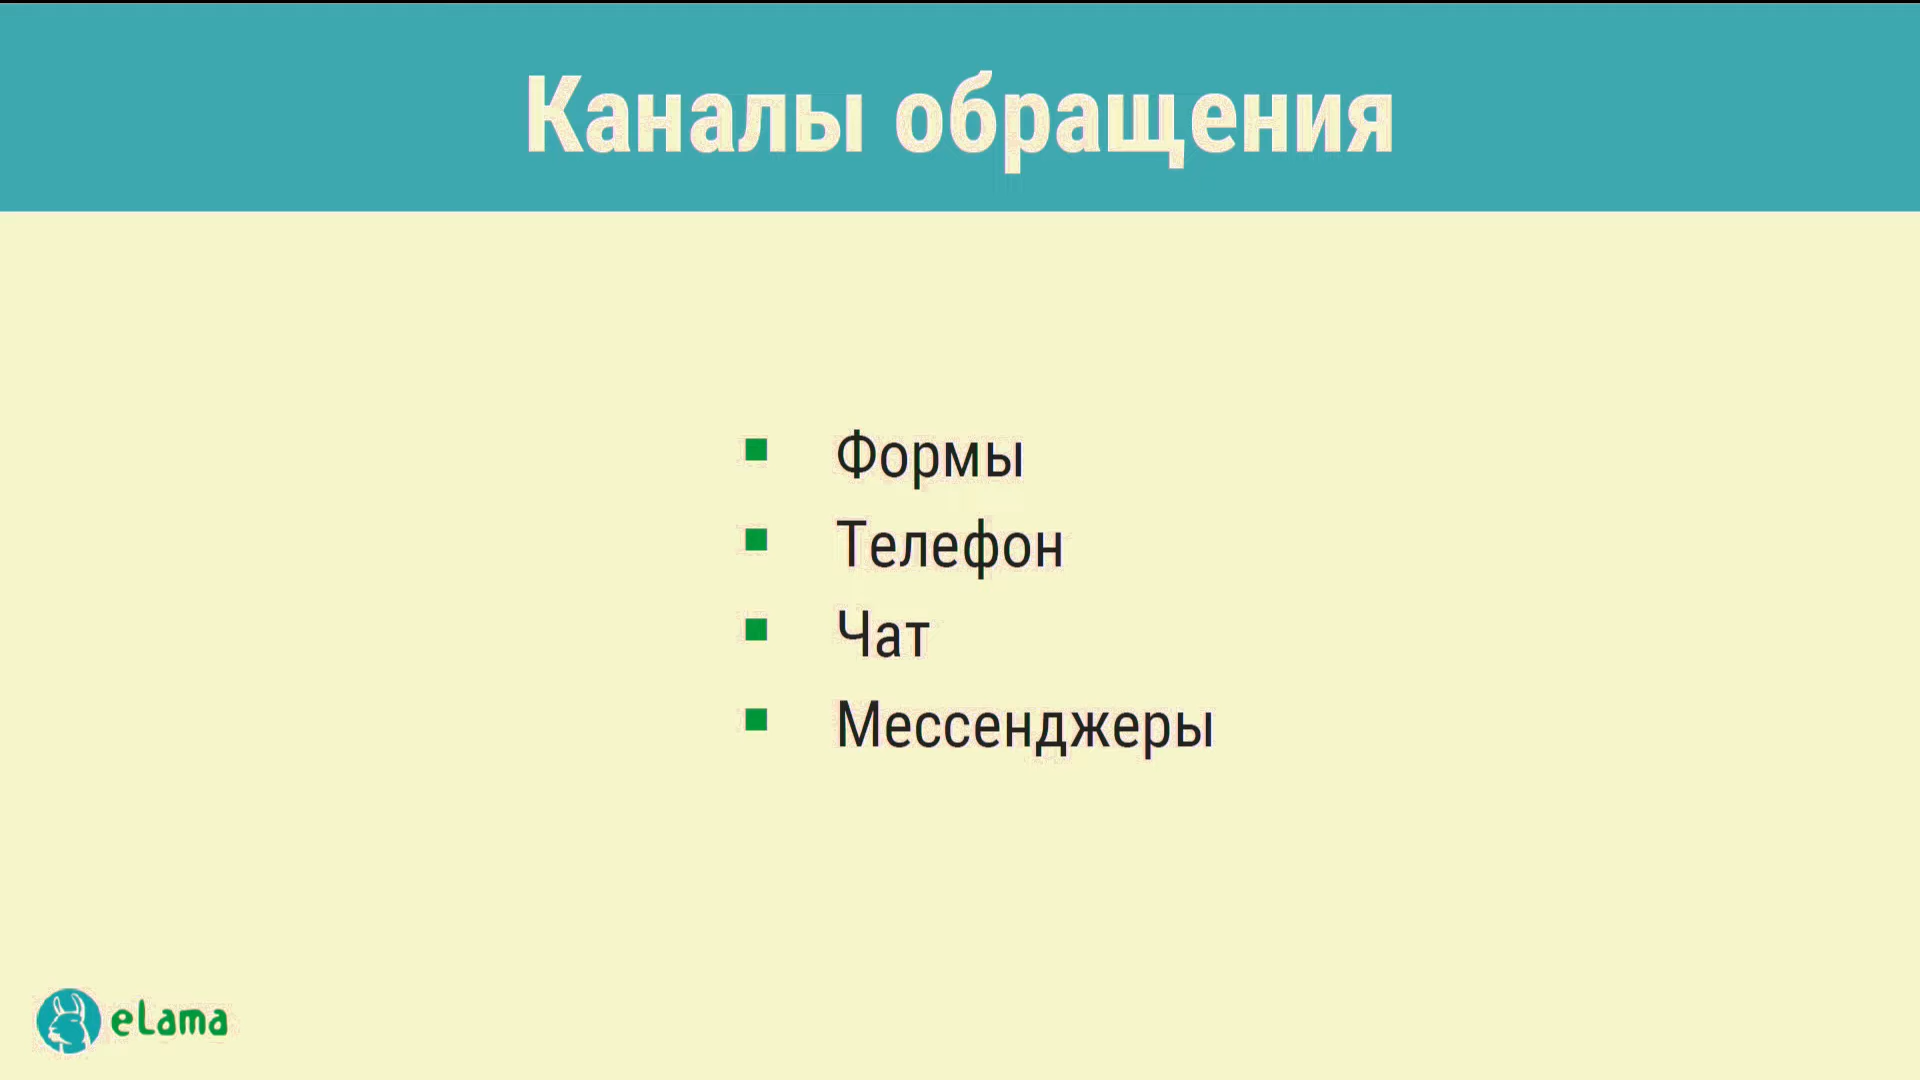 Каналы обращения
Формы
Телефон
Чат
Мессенджеры
eLama